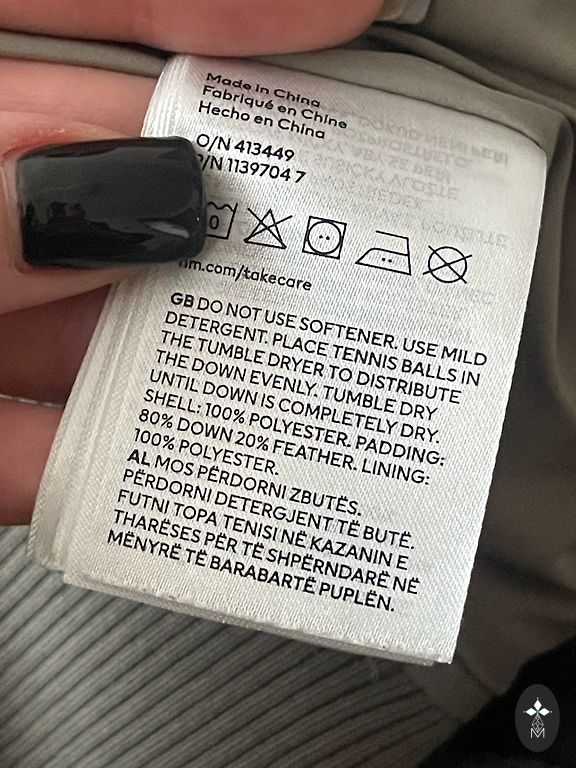 Made in China
Fabriqué en Chine
Hecho en China
O/N 413449
P/N 1139704 7
0
hm.com/takecare
GB DO NOT USE SOFTENER. USE MILD
DETERGENT. PLACE TENNIS BALLS IN
THE TUMBLE DRYER TO DISTRIBUTE
THE DOWN EVENLY. TUMBLE DRY
UNTIL DOWN IS COMPLETELY DRY.
SHELL: 100% POLYESTER. PADDING:
80% DOWN 20% FEATHER. LINING:
100% POLYESTER.
AL MOS PËRDORNI ZBUTËS.
PËRDORNI DETERGJENT TË BUTË.
FUTNI TOPA TENISI NË KAZANIN E
THARËSES PËR TË SHPËRNDARË NË
MËNYRË TË BARABARTË PUPLËN.
M